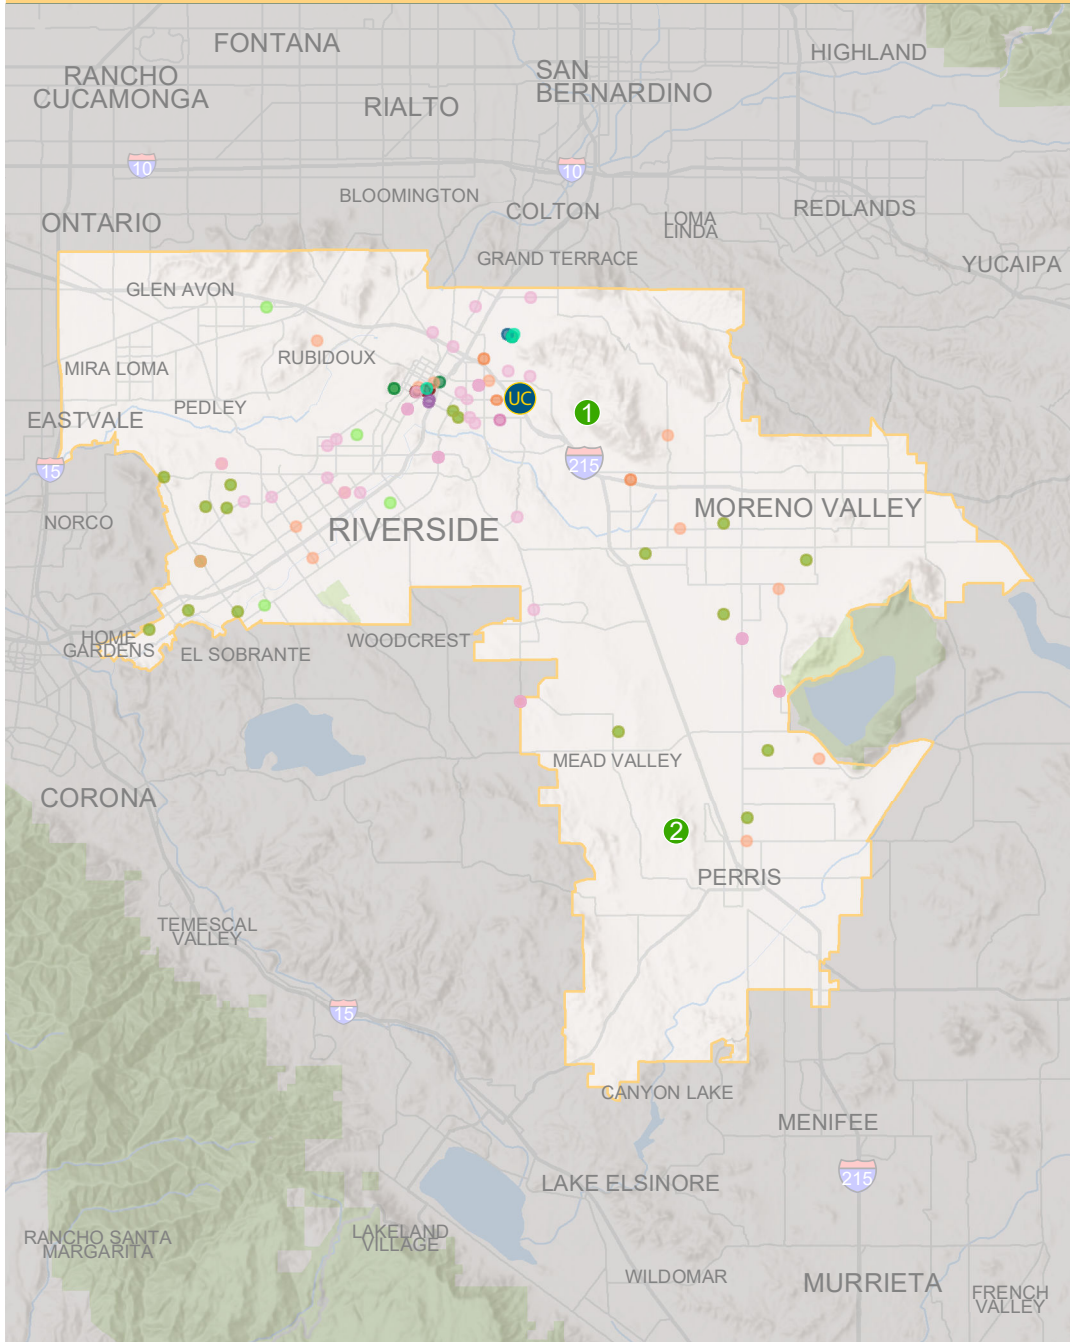 FONTANA
HIGHLAND
RANCHO
CUCAMONGA
SAN
BERNARDINO
RIALTO
10
10
BLOOMINGTON
COLTON
LOMA
LINDA
REDLANDS
ONTARIO
GRAND TERRACE
YUCAIPA
GLEN AVON
RUBIDOUX
MIRA LOMA
PEDLEY
UC
1
EASTVALE
15
215
NORCO
MORENO VALLEY
RIVERSIDE
HOME
GARDENS
EL SOBRANTE
WOODCREST
MEAD VALLEY
CORONA
2
PERRIS
TEMESCAL
VALLEY
15
CANYON LAKE
MENIFEE
215
LAKE ELSINORE
RANCHO SANTA
MARGARITA
LAKELAND
VILLAGE
WILDOMAR
MURRIETA
FRENCH
VALLEY